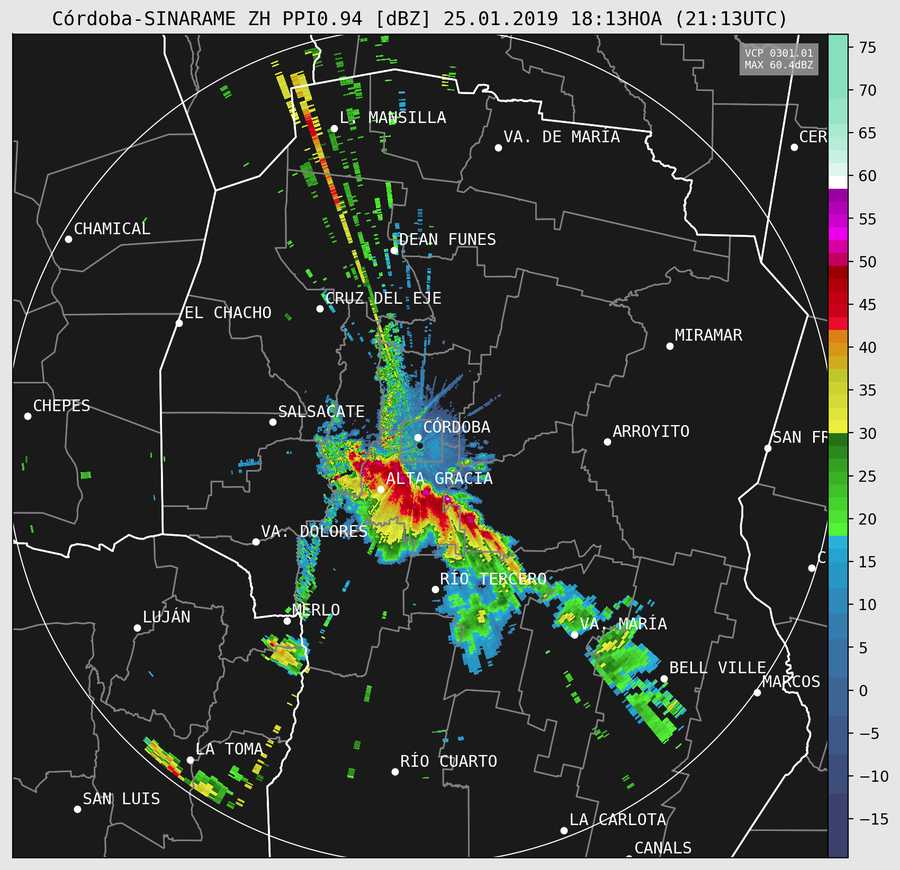 Córdoba-SINARAME ZH PPI0.94 [dBZ] 25.01.2019 18:13HOA (21:13UTC)
VCP 0301.01
MAX 60.4dBZ
75
70
65
60
55
50
45
40
35
30
25
20
15
10
5
0
−5
−10
−15
L. MANSILLA
VA. DE MARÍA
CER
CHAMICAL
DEAN FUNES
CRUZ DEL EJE
EL CHACHO
MIRAMAR
CHEPES
SALSACATE
CÓRDOBA
ARROYITO
SAN FR
ALTA GRACIA
VA. DOLORES
C
RÍO TERCERO
MERLO
LUJÁN
VA. MARÍA
BELL VILLE
MARCOS
LA TOMA
RÍO CUARTO
SAN LUIS
LA CARLOTA
CANALS